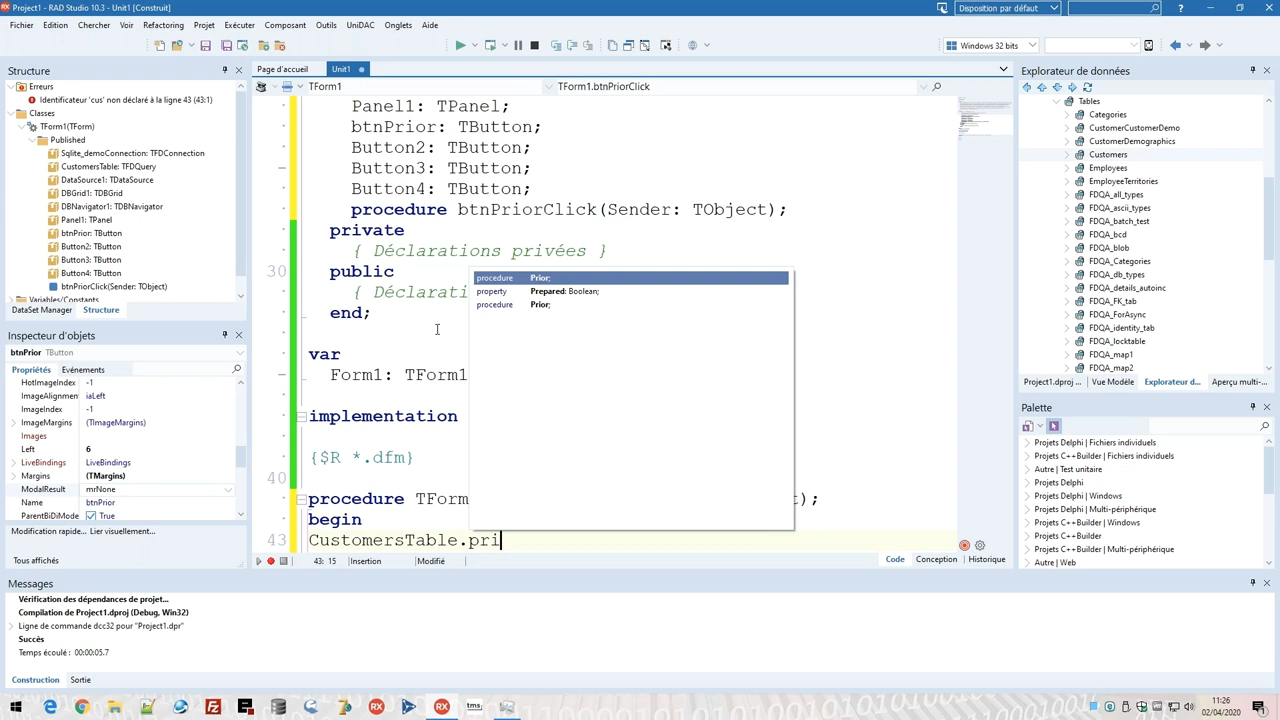 Project1 - RAD Studio 10.3 - Unit1 [Construit]
Disposition par défaut
Fichier Edition Chercher Voir Refactoring Projet Exécuter Composant Outils UniDAC Onglets Aide
Windows 32 bits
Structure
Erreurs
Identificateur 'cus' non déclaré à la ligne 43 (43:1)
Classes
TForm1(TForm)
Published
Sqlite_demoConnection: TFDConnection
CustomersTable: TFDQuery
DataSource1: TDataSource
DBGrid1: TDBGrid
DBNavigator1: TDBNavigator
Panel1: TPanel
btnPrior: TButton
Button2: TButton
Button3: TButton
Button4: TButton
btnPriorClick(Sender: TObject)
Variables/Constants
DataSet Manager Structure
Inspecteur d'objets
btnPrior TButton
Propriétés Evénements
HotImageIndex -1
ImageAlignmen iaLeft
ImageIndex -1
ImageMargins (TImageMargins)
Images
Left 6
LiveBindings LiveBindings
Margins (TMargins)
ModalResult mrNone
Name btnPrior
ParentBiDiMode True
Modification rapide... Lier visuellement...
Tous affichés
Page d'accueil Unit1
TForm1 TForm1.btnPriorClick
Panel1: TPanel;
btnPrior: TButton;
Button2: TButton;
Button3: TButton;
Button4: TButton;
procedure btnPriorClick(Sender: TObject);
private
{ Déclarations privées }
30 public
{ Déclarati
end;
var
Form1: TForm1
implementation
{$R *.dfm}
40
procedure TForm t);
begin
43 CustomersTable.pri
procedure Prior;
property Prepared: Boolean;
procedure Prior;
43: 15 Insertion Modifié
Code Conception Historique
Explorateur de données
Tables
Categories
CustomerCustomerDemo
CustomerDemographics
Customers
Employees
EmployeeTerritories
FDQA_all_types
FDQA_ascii_types
FDQA_batch_test
FDQA_bcd
FDQA_blob
FDQA_Categories
FDQA_db_types
FDQA_details_autoinc
FDQA_FK_tab
FDQA_ForAsync
FDQA_identity_tab
FDQA_locktable
FDQA_map1
FDQA_map2
Project1.dproj ... Vue Modèle Explorateur d... Aperçu multi-...
Palette
Projets Delphi | Fichiers individuels
Projets C++Builder | Fichiers individuels
Autre | Test unitaire
Projets Delphi
Projets Delphi | Windows
Projets Delphi | Multi-périphérique
Projets C++Builder | Windows
Projets C++Builder
Projets C++Builder | Multi-périphérique
Autre | Web
Messages
Vérification des dépendances de projet...
Compilation de Project1.dproj (Debug, Win32)
Ligne de commande dcc32 pour "Project1.dpr"
Succès
Temps écoulé : 00:00:05.7
Construction Sortie
RX RX tms
11:26
02/04/2020